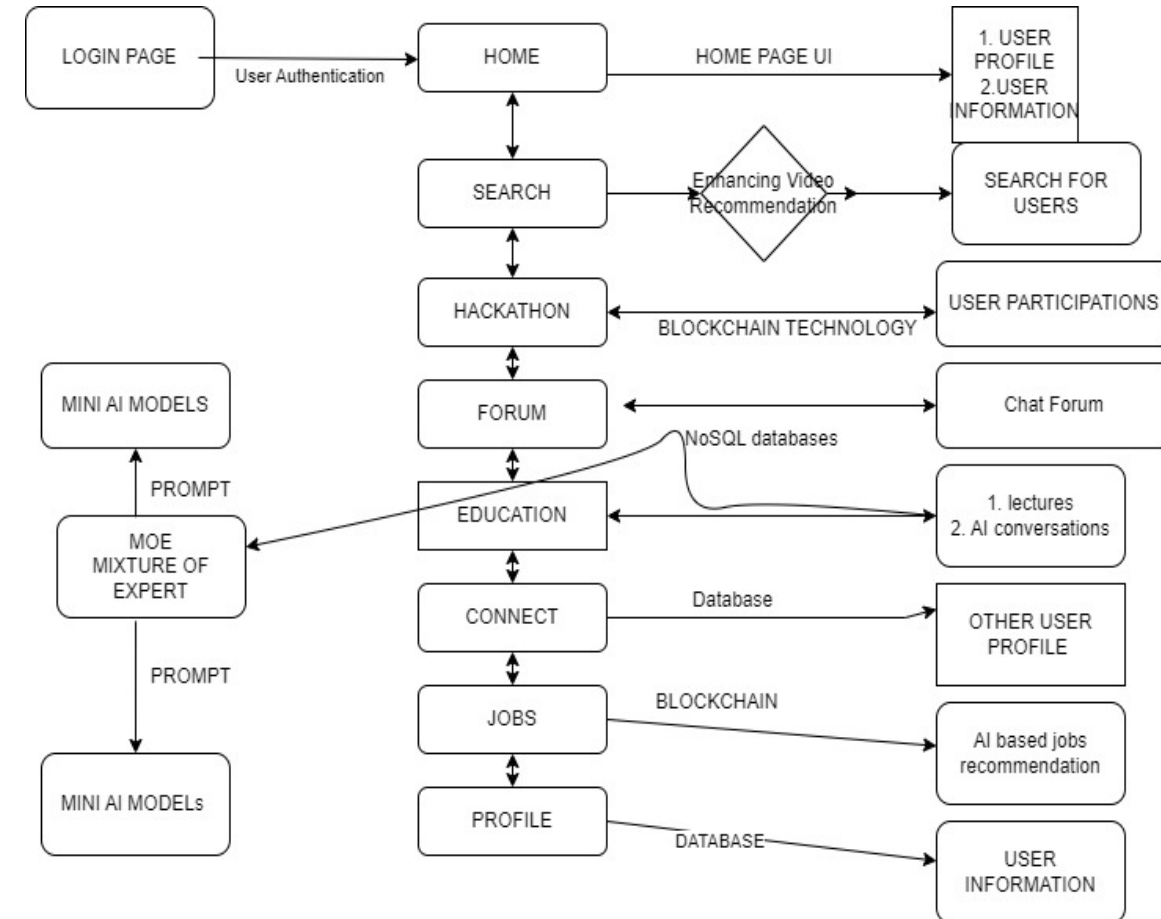 LOGIN PAGE
User Authentication
HOME
HOME PAGE UI
1. USER
PROFILE
2.USER
INFORMATION
SEARCH
Enhancing Video
Recommendation
SEARCH FOR
USERS
HACKATHON
BLOCKCHAIN TECHNOLOGY
USER PARTICIPATIONS
MINI AI MODELS
FORUM
Chat Forum
NoSQL databases
PROMPT
EDUCATION
1. lectures
2. AI conversations
MOE
MIXTURE OF
EXPERT
CONNECT
Database
OTHER USER
PROFILE
PROMPT
JOBS
BLOCKCHAIN
AI based jobs
recommendation
MINI AI MODELs
PROFILE
DATABASE
USER
INFORMATION